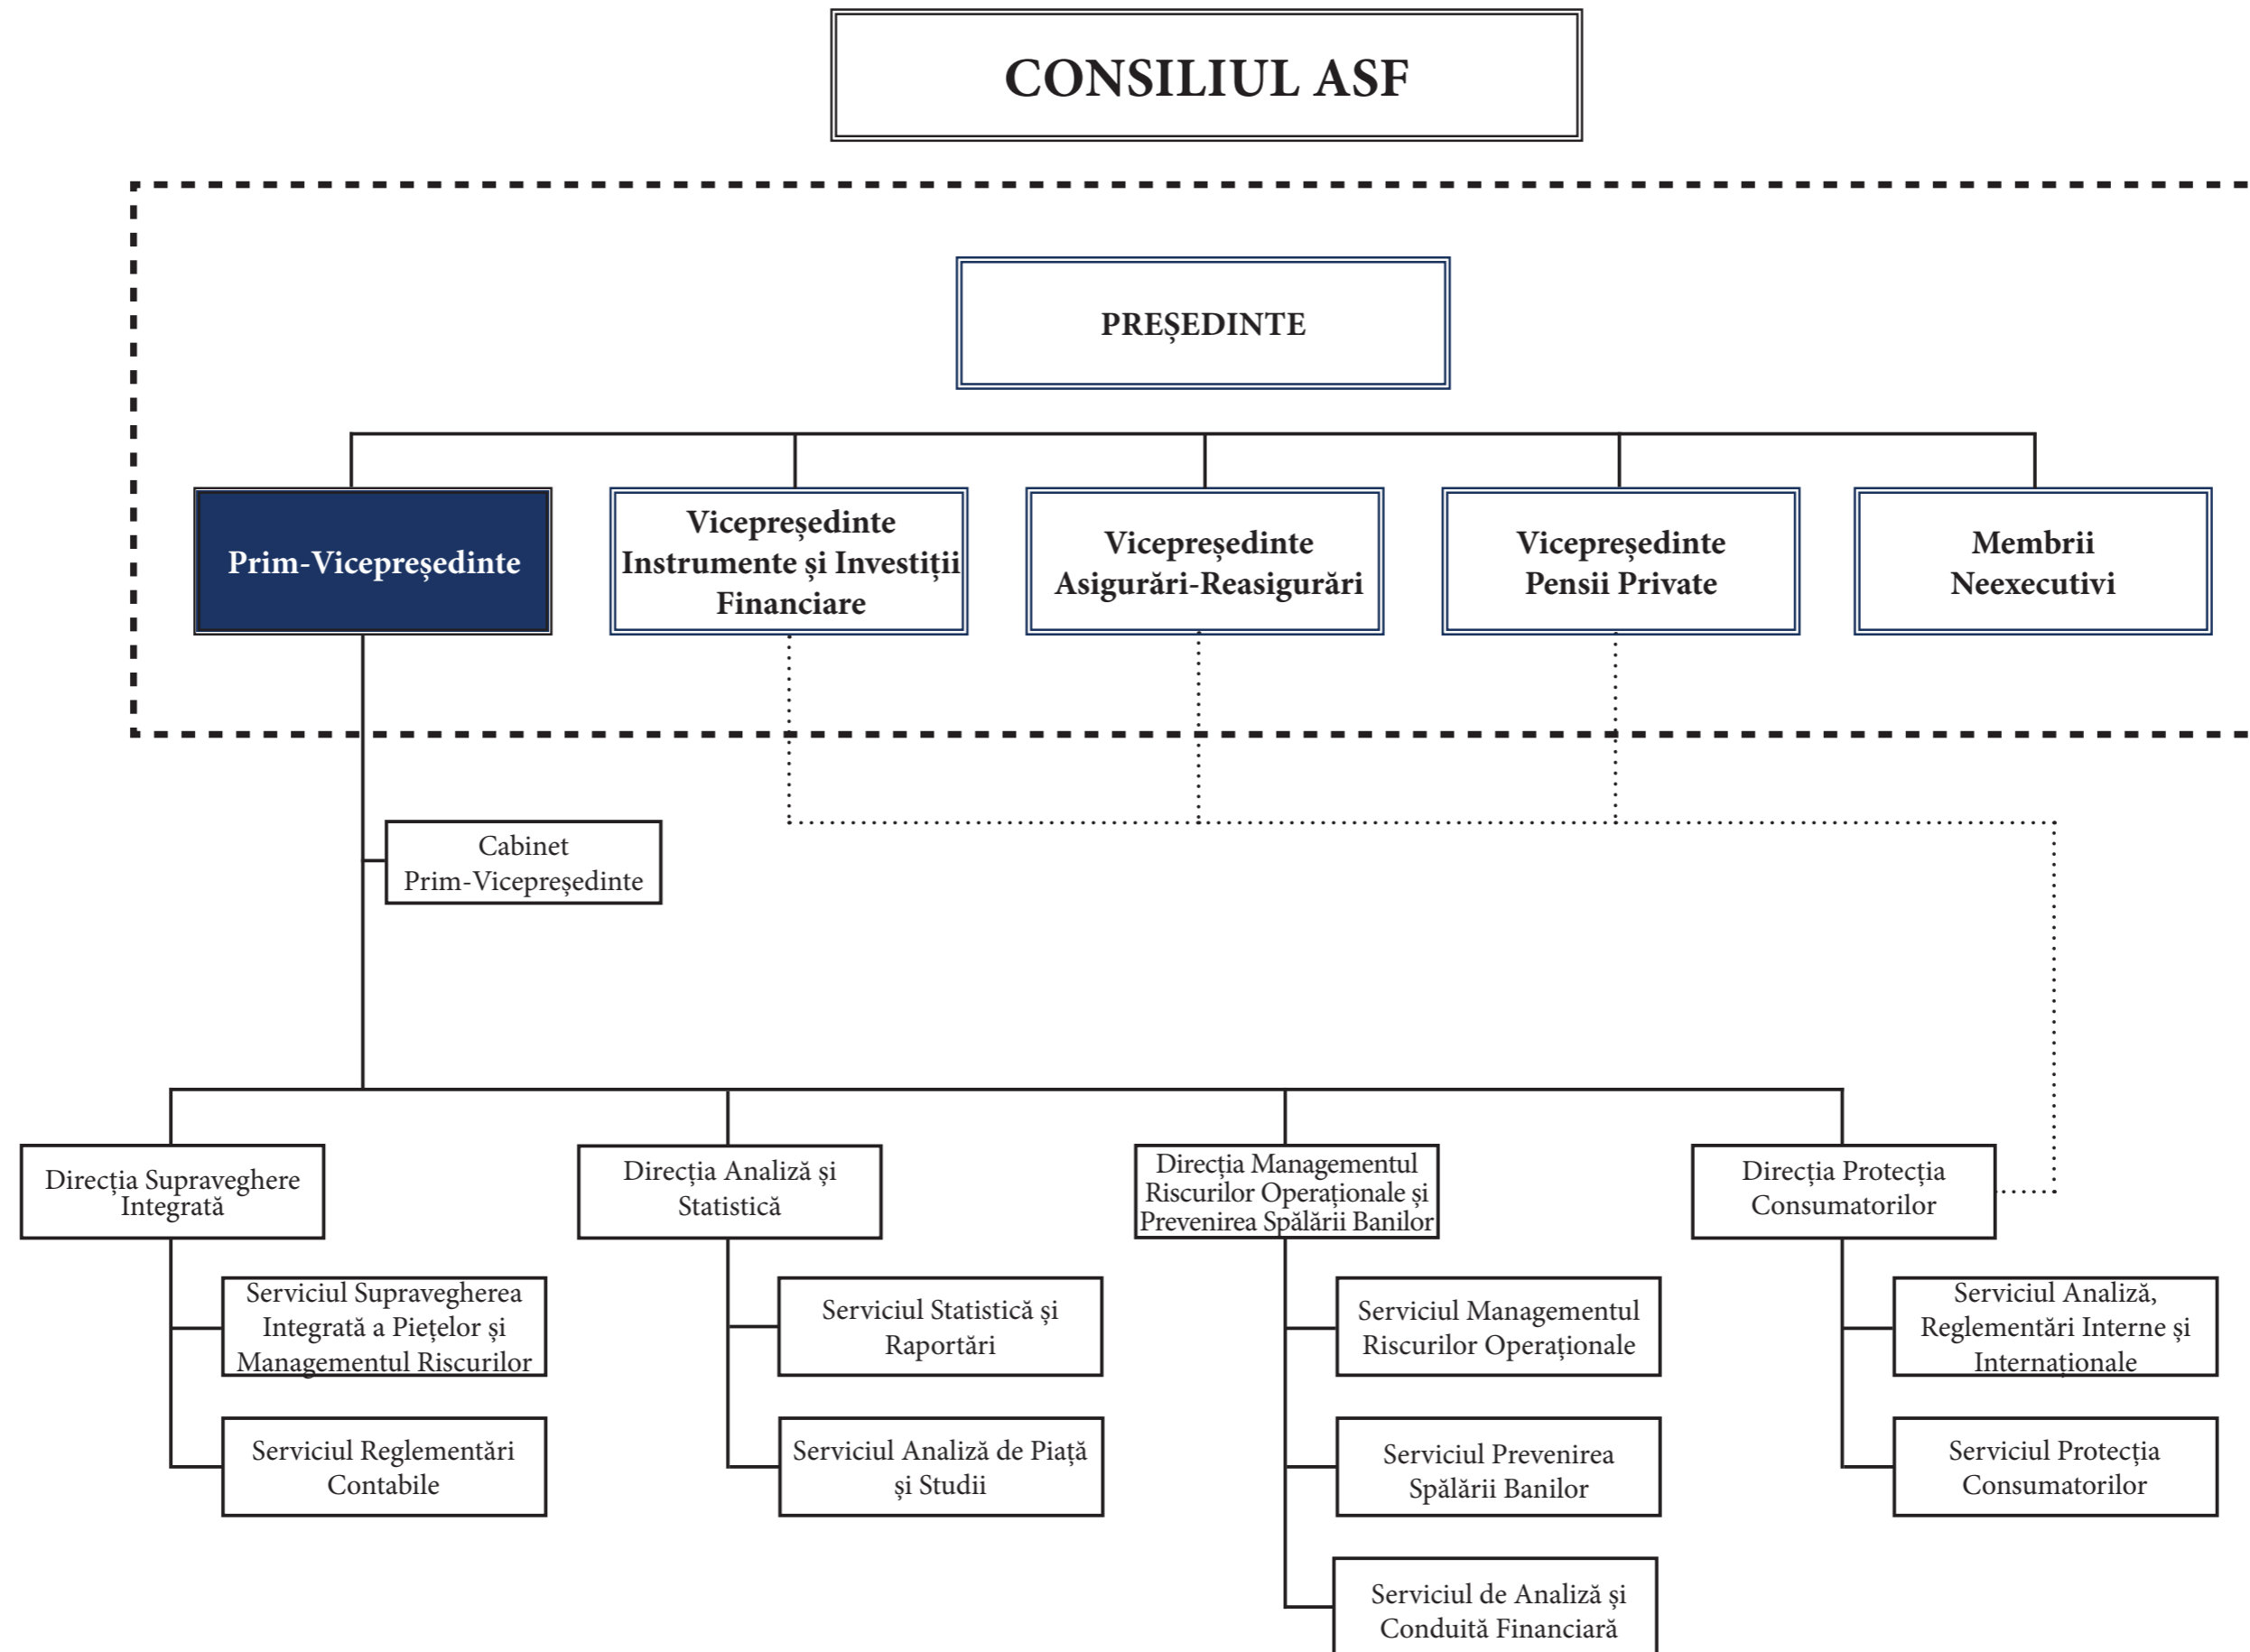 CONSILIUL ASF
PREȘEDINTE
Prim-Vicepreședinte
Vicepreședinte
Instrumente și Investiții
Financiare
Vicepreședinte
Asigurări-Reasigurări
Vicepreședinte
Pensii Private
Membrii
Neexecutivi
Cabinet
Prim-Vicepreședinte
Direcția Supraveghere
Integrată
Direcția Analiză și
Statistică
Direcția Managementul
Riscurilor Operaționale și
Prevenirea Spălării Banilor
Direcția Protecția
Consumatorilor
Serviciul Supravegherea
Integrată a Piețelor și
Managementul Riscurilor
Serviciul Statistică și
Raportări
Serviciul Managementul
Riscurilor Operaționale
Serviciul Analiză,
Reglementări Interne și
Internaționale
Serviciul Reglementări
Contabile
Serviciul Analiză de Piață
și Studii
Serviciul Prevenirea
Spălării Banilor
Serviciul Protecția
Consumatorilor
Serviciul de Analiză și
Conduită Financiară